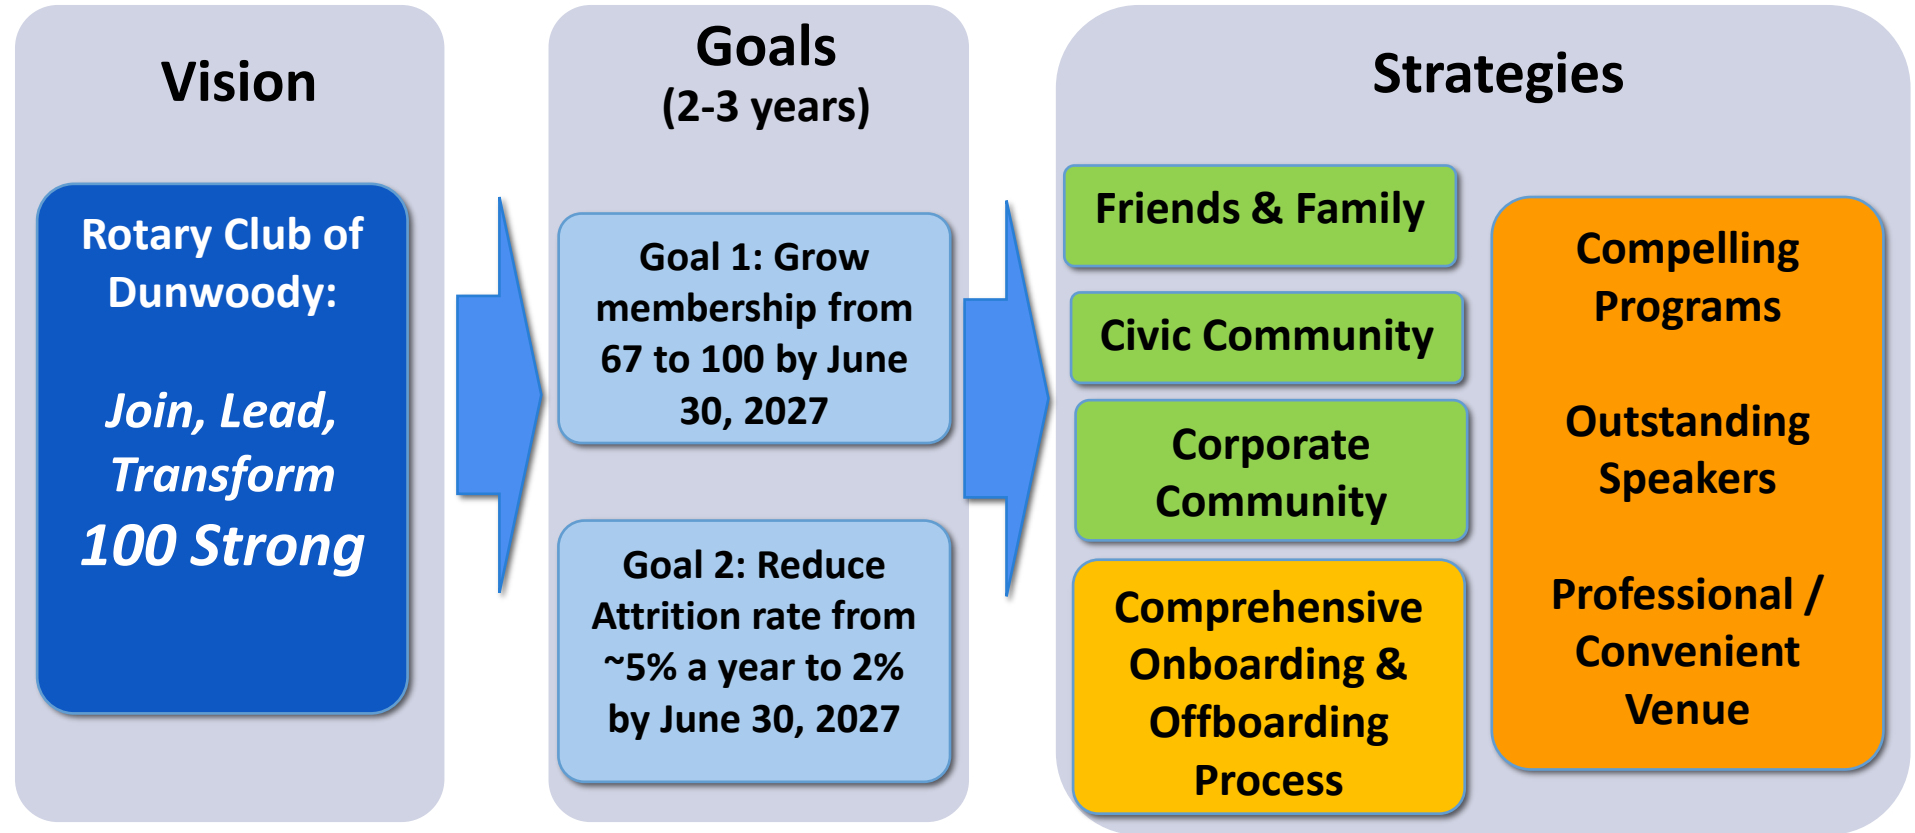 Vision
Rotary Club of
Dunwoody:
Join, Lead,
Transform
100 Strong
Goals
(2-3 years)
Goal 1: Grow
membership from
67 to 100 by June
30, 2027
Goal 2: Reduce
Attrition rate from
~5% a year to 2%
by June 30, 2027
Strategies
Friends & Family
Civic Community
Corporate
Community
Comprehensive
Onboarding &
Offboarding
Process
Compelling
Programs
Outstanding
Speakers
Professional /
Convenient
Venue